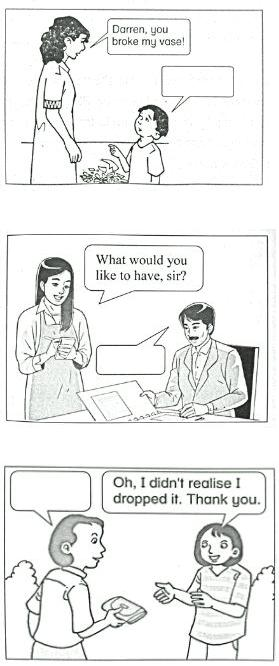 Darren, you
broke my vase!
What would you
like to have, sir?
Oh, I didn't realise I
dropped it. Thank you.